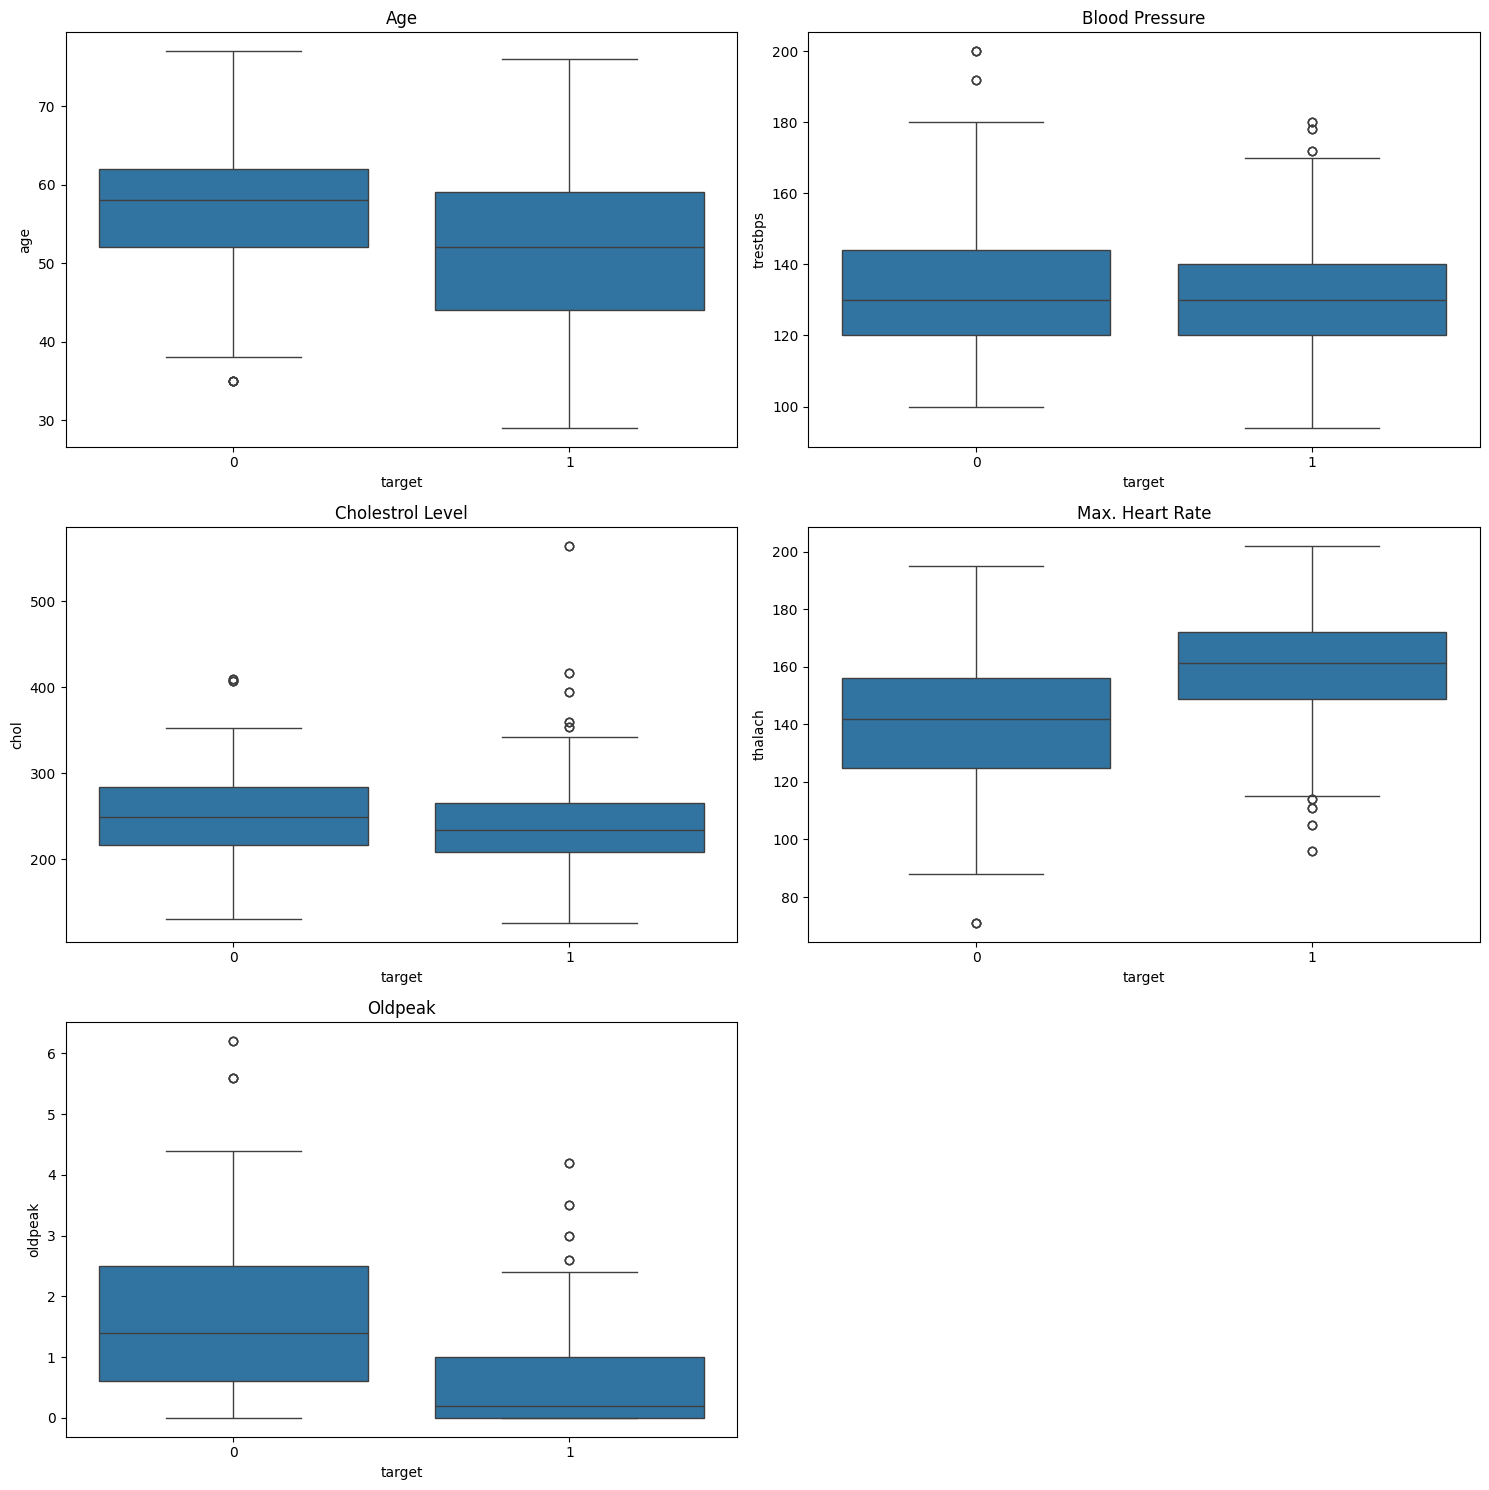 Age
70
60
50
40
30
age
0
1
target
Blood Pressure
200
180
160
140
120
100
trestbps
0
1
target
Cholestrol Level
500
400
300
200
chol
0
1
target
Max. Heart Rate
200
180
160
140
120
100
80
thalach
0
1
target
Oldpeak
6
5
4
3
2
1
0
oldpeak
0
1
target